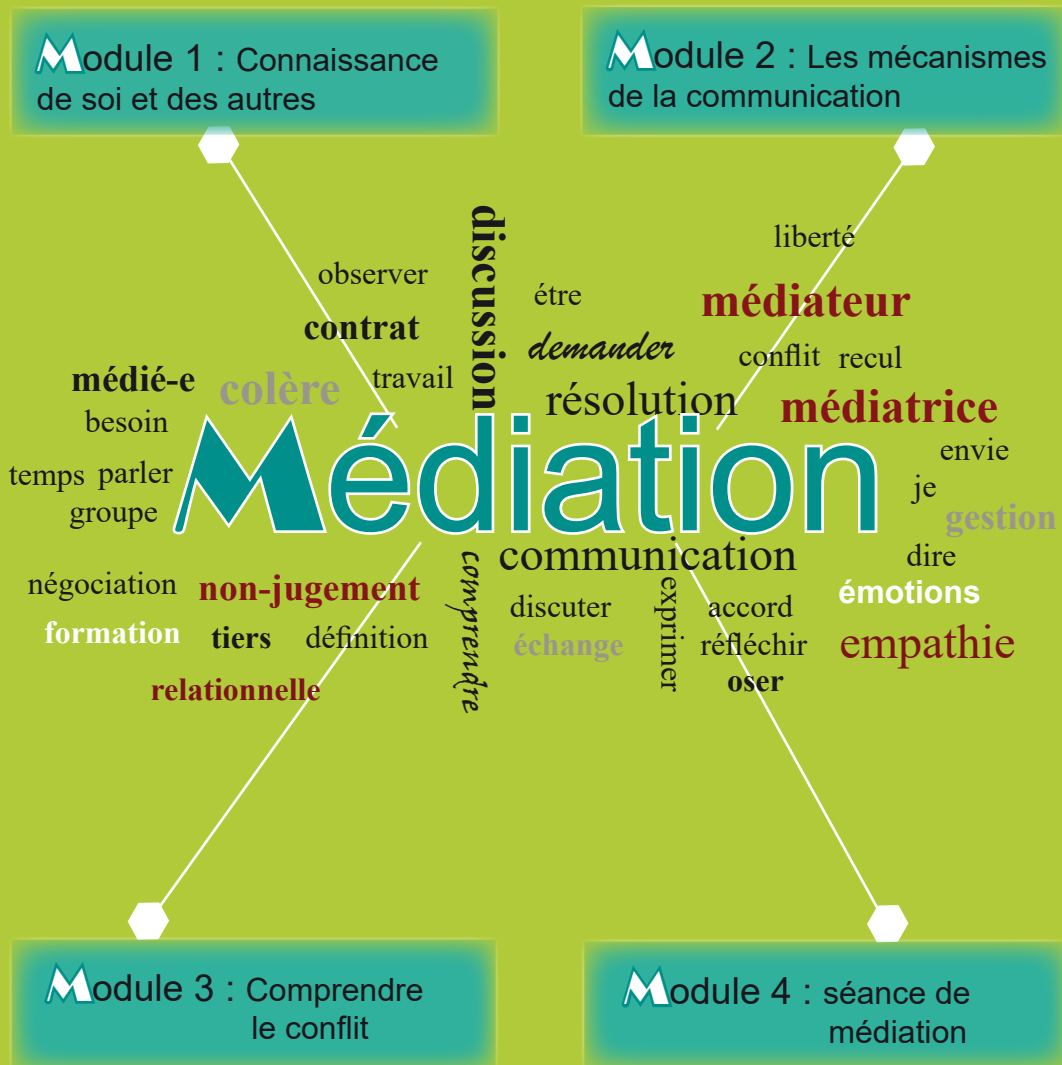 Module 1 : Connaissance
de soi et des autres
Module 2 : Les mécanismes
de la communication
liberté
discussion
observer
étre
médiateur
contrat
demander
conflit
recul
médié-e
colère
travail
résolution
médiatrice
besoin
envie
temps
parler
Médiation
je
groupe
gestion
communication
dire
négociation
non-jugement
comprendre
discuter
exprimer
accord
émotions
formation
tiers
définition
échange
réfléchir
empathie
relationnelle
oser
Module 3 : Comprendre
le conflit
Module 4 : séance de
médiation